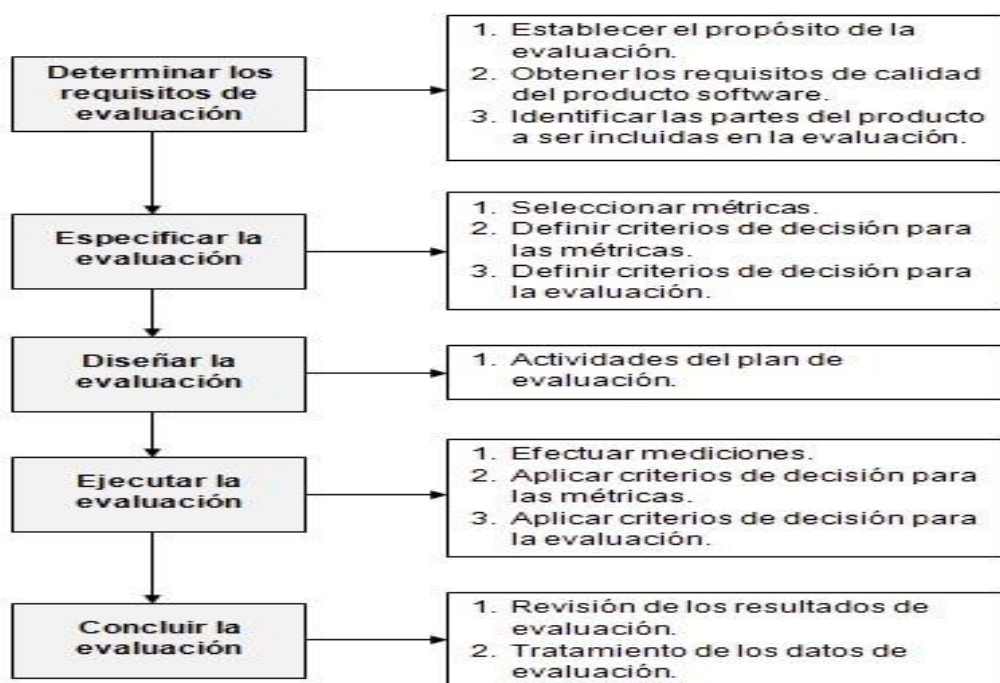 Determinar los
requisitos de
evaluación
1. Establecer el propósito de la
evaluación.
2. Obtener los requisitos de calidad
del producto software.
3. Identificar las partes del producto
a ser incluidas en la evaluación.
Especificar la
evaluación
1. Seleccionar métricas.
2. Definir criterios de decisión para
las métricas.
3. Definir criterios de decisión para
la evaluación.
Diseñar la
evaluación
1. Actividades del plan de
evaluación.
Ejecutar la
evaluación
1. Efectuar mediciones.
2. Aplicar criterios de decisión para
las métricas.
3. Aplicar criterios de decisión para
la evaluación.
Concluir la
evaluación
1. Revisión de los resultados de
evaluación.
2. Tratamiento de los datos de
evaluación.